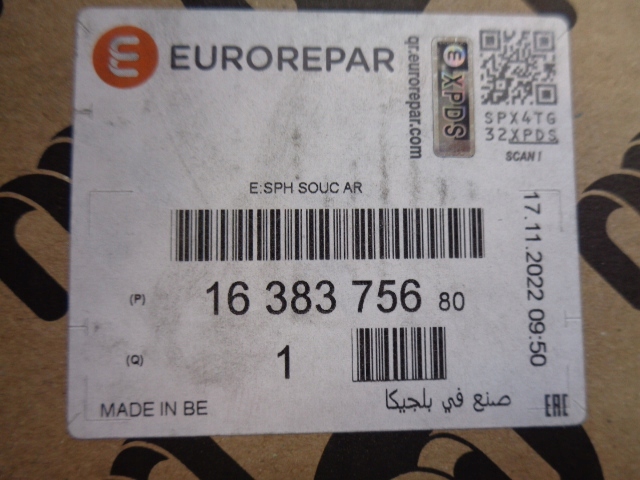 EUROREPAR
qr.eurorepar.com
XPDS
SPX4TG
32XPDS
SCAN !
E:SPH SOUC AR
17.11.2022 09:50
(P) 16 383 756 80
(Q) 1
MADE IN BE
صنع في بلجيكا
EAC